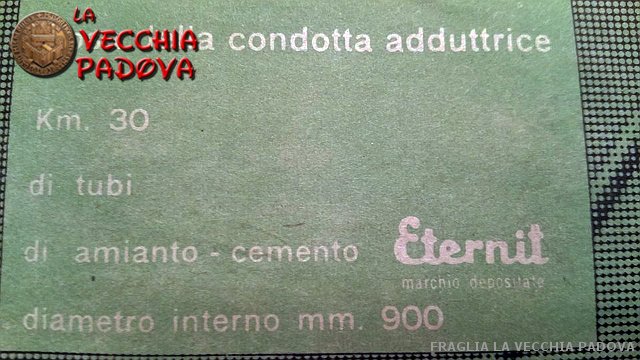 LA
VECCHIA
PADOVA
condotta adduttrice
Km. 30
di tubi
di amianto - cemento Eternit
marchio depositato
diametro interno mm. 900
FRAGLIA LA VECCHIA PADOVA